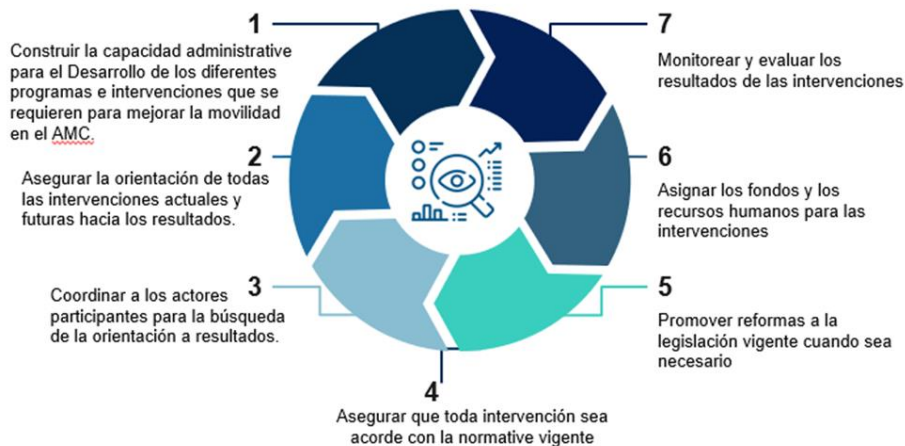 1
Construir la capacidad administrative
para el Desarrollo de los diferentes
programas e intervenciones que se
requieren para mejorar la movilidad
en el AMC.
2
Asegurar la orientación de todas
las intervenciones actuales y
futuras hacia los resultados.
3
Coordinar a los actores
participantes para la búsqueda
de la orientación a resultados.
4
Asegurar que toda intervención sea
acorde con la normative vigente
5
Promover reformas a la
legislación vigente cuando sea
necesario
6
Asignar los fondos y los
recursos humanos para las
intervenciones
7
Monitorear y evaluar los
resultados de las intervenciones